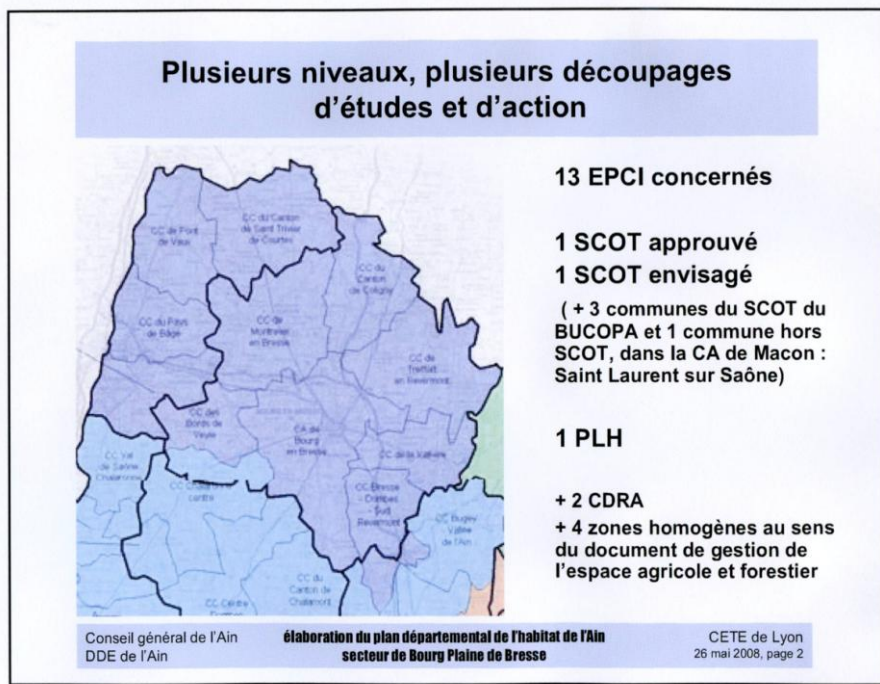 Plusieurs niveaux, plusieurs découpages
d'études et d'action
CC de Pont
de Vaux
CC du Canton
de Saint Trivier
de Courtes
CC du
Canton
de Coligny
CC du Pays
de Bâgé
CC de
Montrevel
en Bresse
CC de
Treffort
en Revermont
CC des
Bords de
Veyle
CA de
Bourg
en Bresse
CC de la Vallière
CC Val
de Saône
Chalaronne
centre
CC Bresse
- Dombes
- Sud
Revermont
CC Bugey
Vallée
de l'Ain
CC du
Canton de
Chalamont
CC Centre
13 EPCI concernés
1 SCOT approuvé
1 SCOT envisagé
( + 3 communes du SCOT du
BUCOPA et 1 commune hors
SCOT, dans la CA de Macon :
Saint Laurent sur Saône)
1 PLH
+ 2 CDRA
+ 4 zones homogènes au sens
du document de gestion de
l'espace agricole et forestier
Conseil général de l'Ain
DDE de l'Ain
élaboration du plan départemental de l'habitat de l'Ain
secteur de Bourg Plaine de Bresse
CETE de Lyon
26 mai 2008, page 2